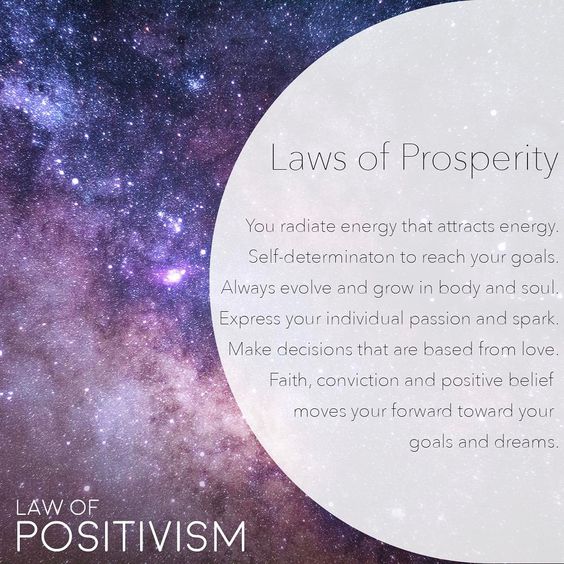 Laws of Prosperity
You radiate energy that attracts energy.
Self-determinaton to reach your goals.
Always evolve and grow in body and soul.
Express your individual passion and spark.
Make decisions that are based from love.
Faith, conviction and positive belief
moves your forward toward your
goals and dreams.
LAW OF
POSITIVISM